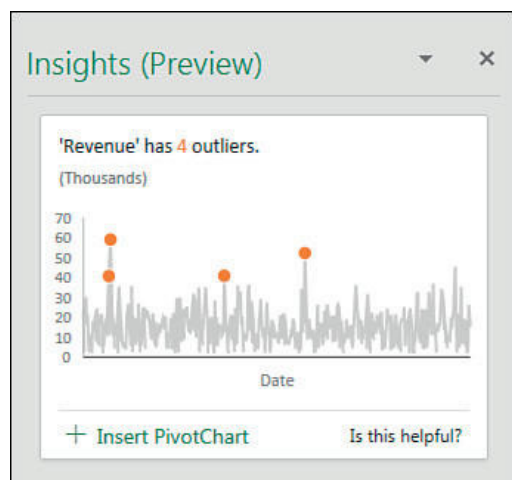 Insights (Preview)
'Revenue' has 4 outliers.
(Thousands)
70
60
50
40
30
20
10
0
Date
+ Insert PivotChart Is this helpful?